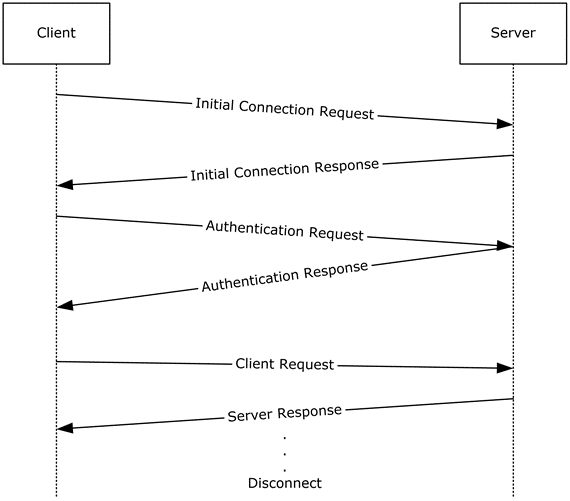 Client
Server
Initial Connection Request
Initial Connection Response
Authentication Request
Authentication Response
Client Request
Server Response
.
.
.
Disconnect